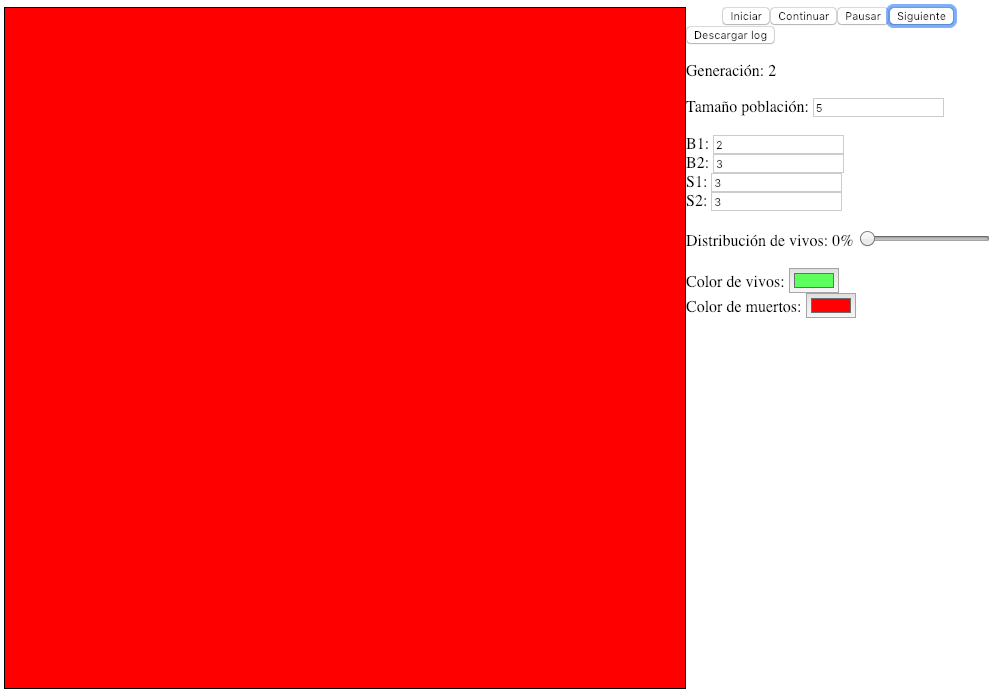 Iniciar Continuar Pausar Siguiente
Descargar log
Generación: 2
Tamaño población: 5
B1: 2
B2: 3
S1: 3
S2: 3
Distribución de vivos: 0%
Color de vivos:
Color de muertos: